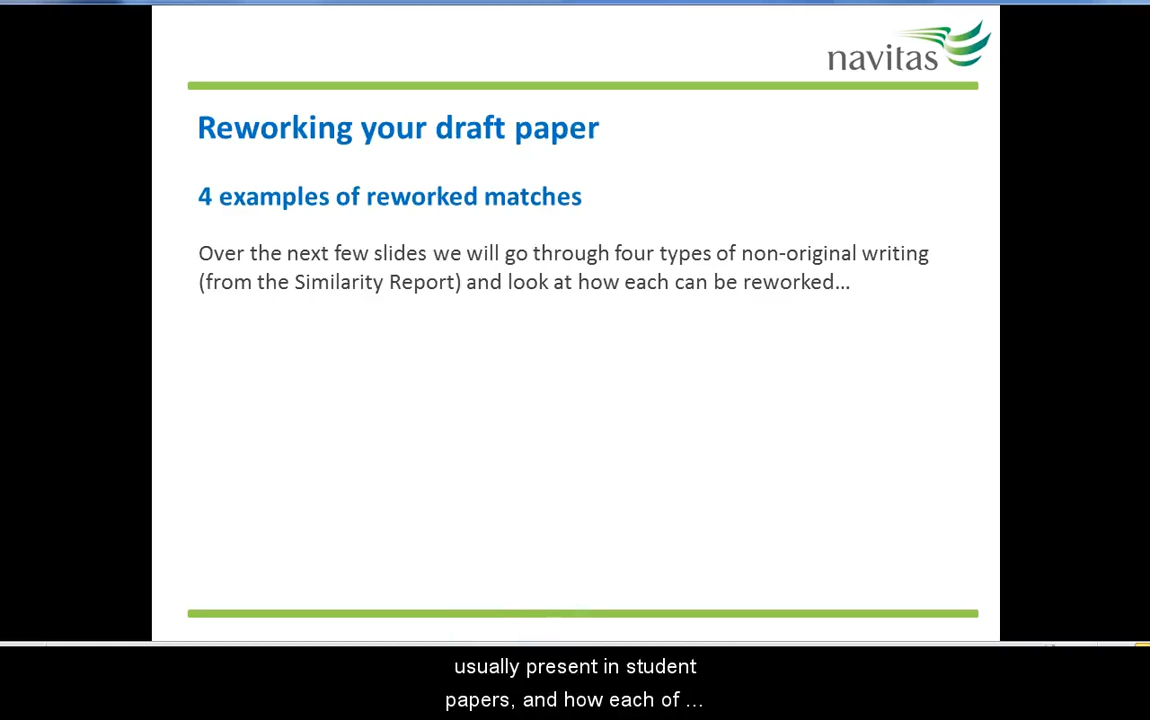 navitas
Reworking your draft paper
4 examples of reworked matches
Over the next few slides we will go through four types of non-original writing
(from the Similarity Report) and look at how each can be reworked...
usually present in student
papers, and how each of ...